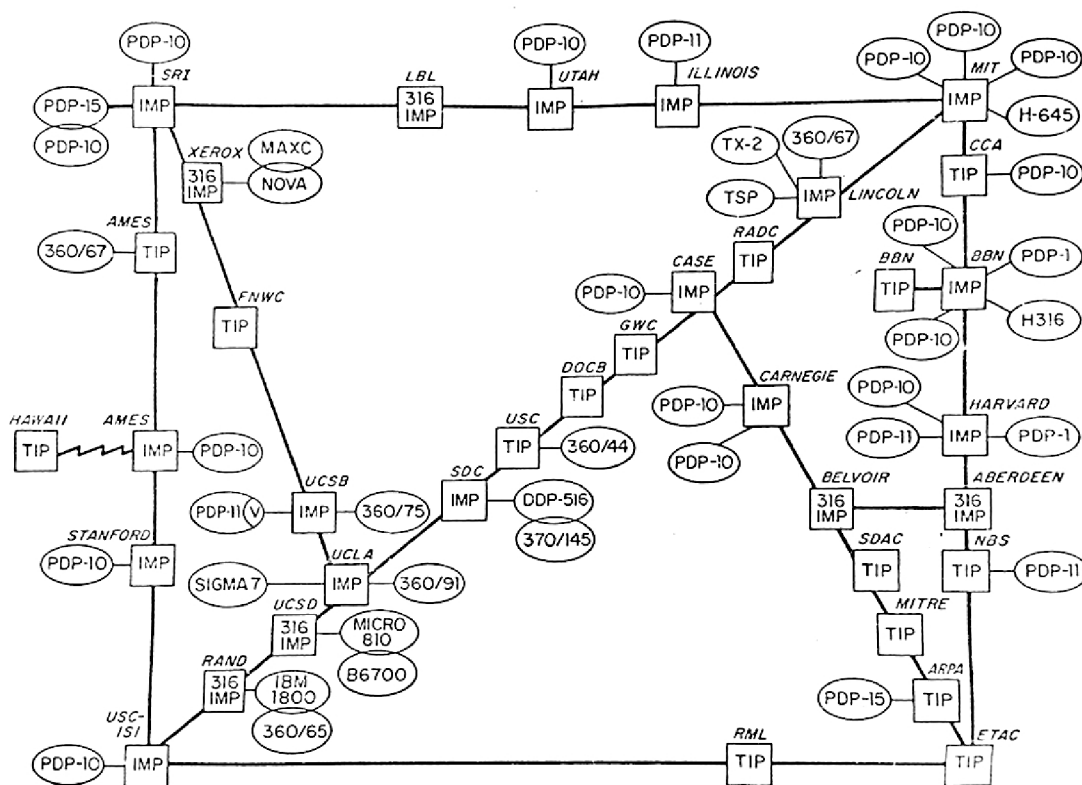 PDP-10
SRI
IMP
PDP-15
PDP-10
LBL
316
IMP
PDP-10
UTAH
IMP
PDP-11
ILLINOIS
IMP
PDP-10
PDP-10
MIT
PDP-10
IMP
H-645
CCA
TIP
PDP-10
XEROX
316
IMP
MAXC
NOVA
TX-2
360/67
TSP
IMP
LINCOLN
AMES
360/67
TIP
RADC
TIP
CASE
PDP-10
IMP
PDP-10
BBN
TIP
BBN
PDP-1
IMP
PDP-10
H316
FNWC
TIP
GWC
TIP
DOCB
TIP
CARNEGIE
PDP-10
IMP
PDP-10
PDP-10
HARVARD
PDP-11
IMP
PDP-1
HAWAII
TIP
AMES
IMP
PDP-10
USC
TIP
360/44
SDC
IMP
DDP-516
370/145
UCSB
PDP-11
V
IMP
360/75
BELVOIR
316
IMP
ABERDEEN
316
IMP
STANFORD
PDP-10
IMP
UCLA
SIGMA 7
IMP
360/91
SDAC
TIP
NBS
TIP
PDP-11
UCSD
316
IMP
MICRO
810
B6700
MITRE
TIP
RAND
316
IMP
IBM
1800
360/65
ARPA
PDP-15
TIP
USC-
ISI
PDP-10
IMP
RML
TIP
ETAC
TIP